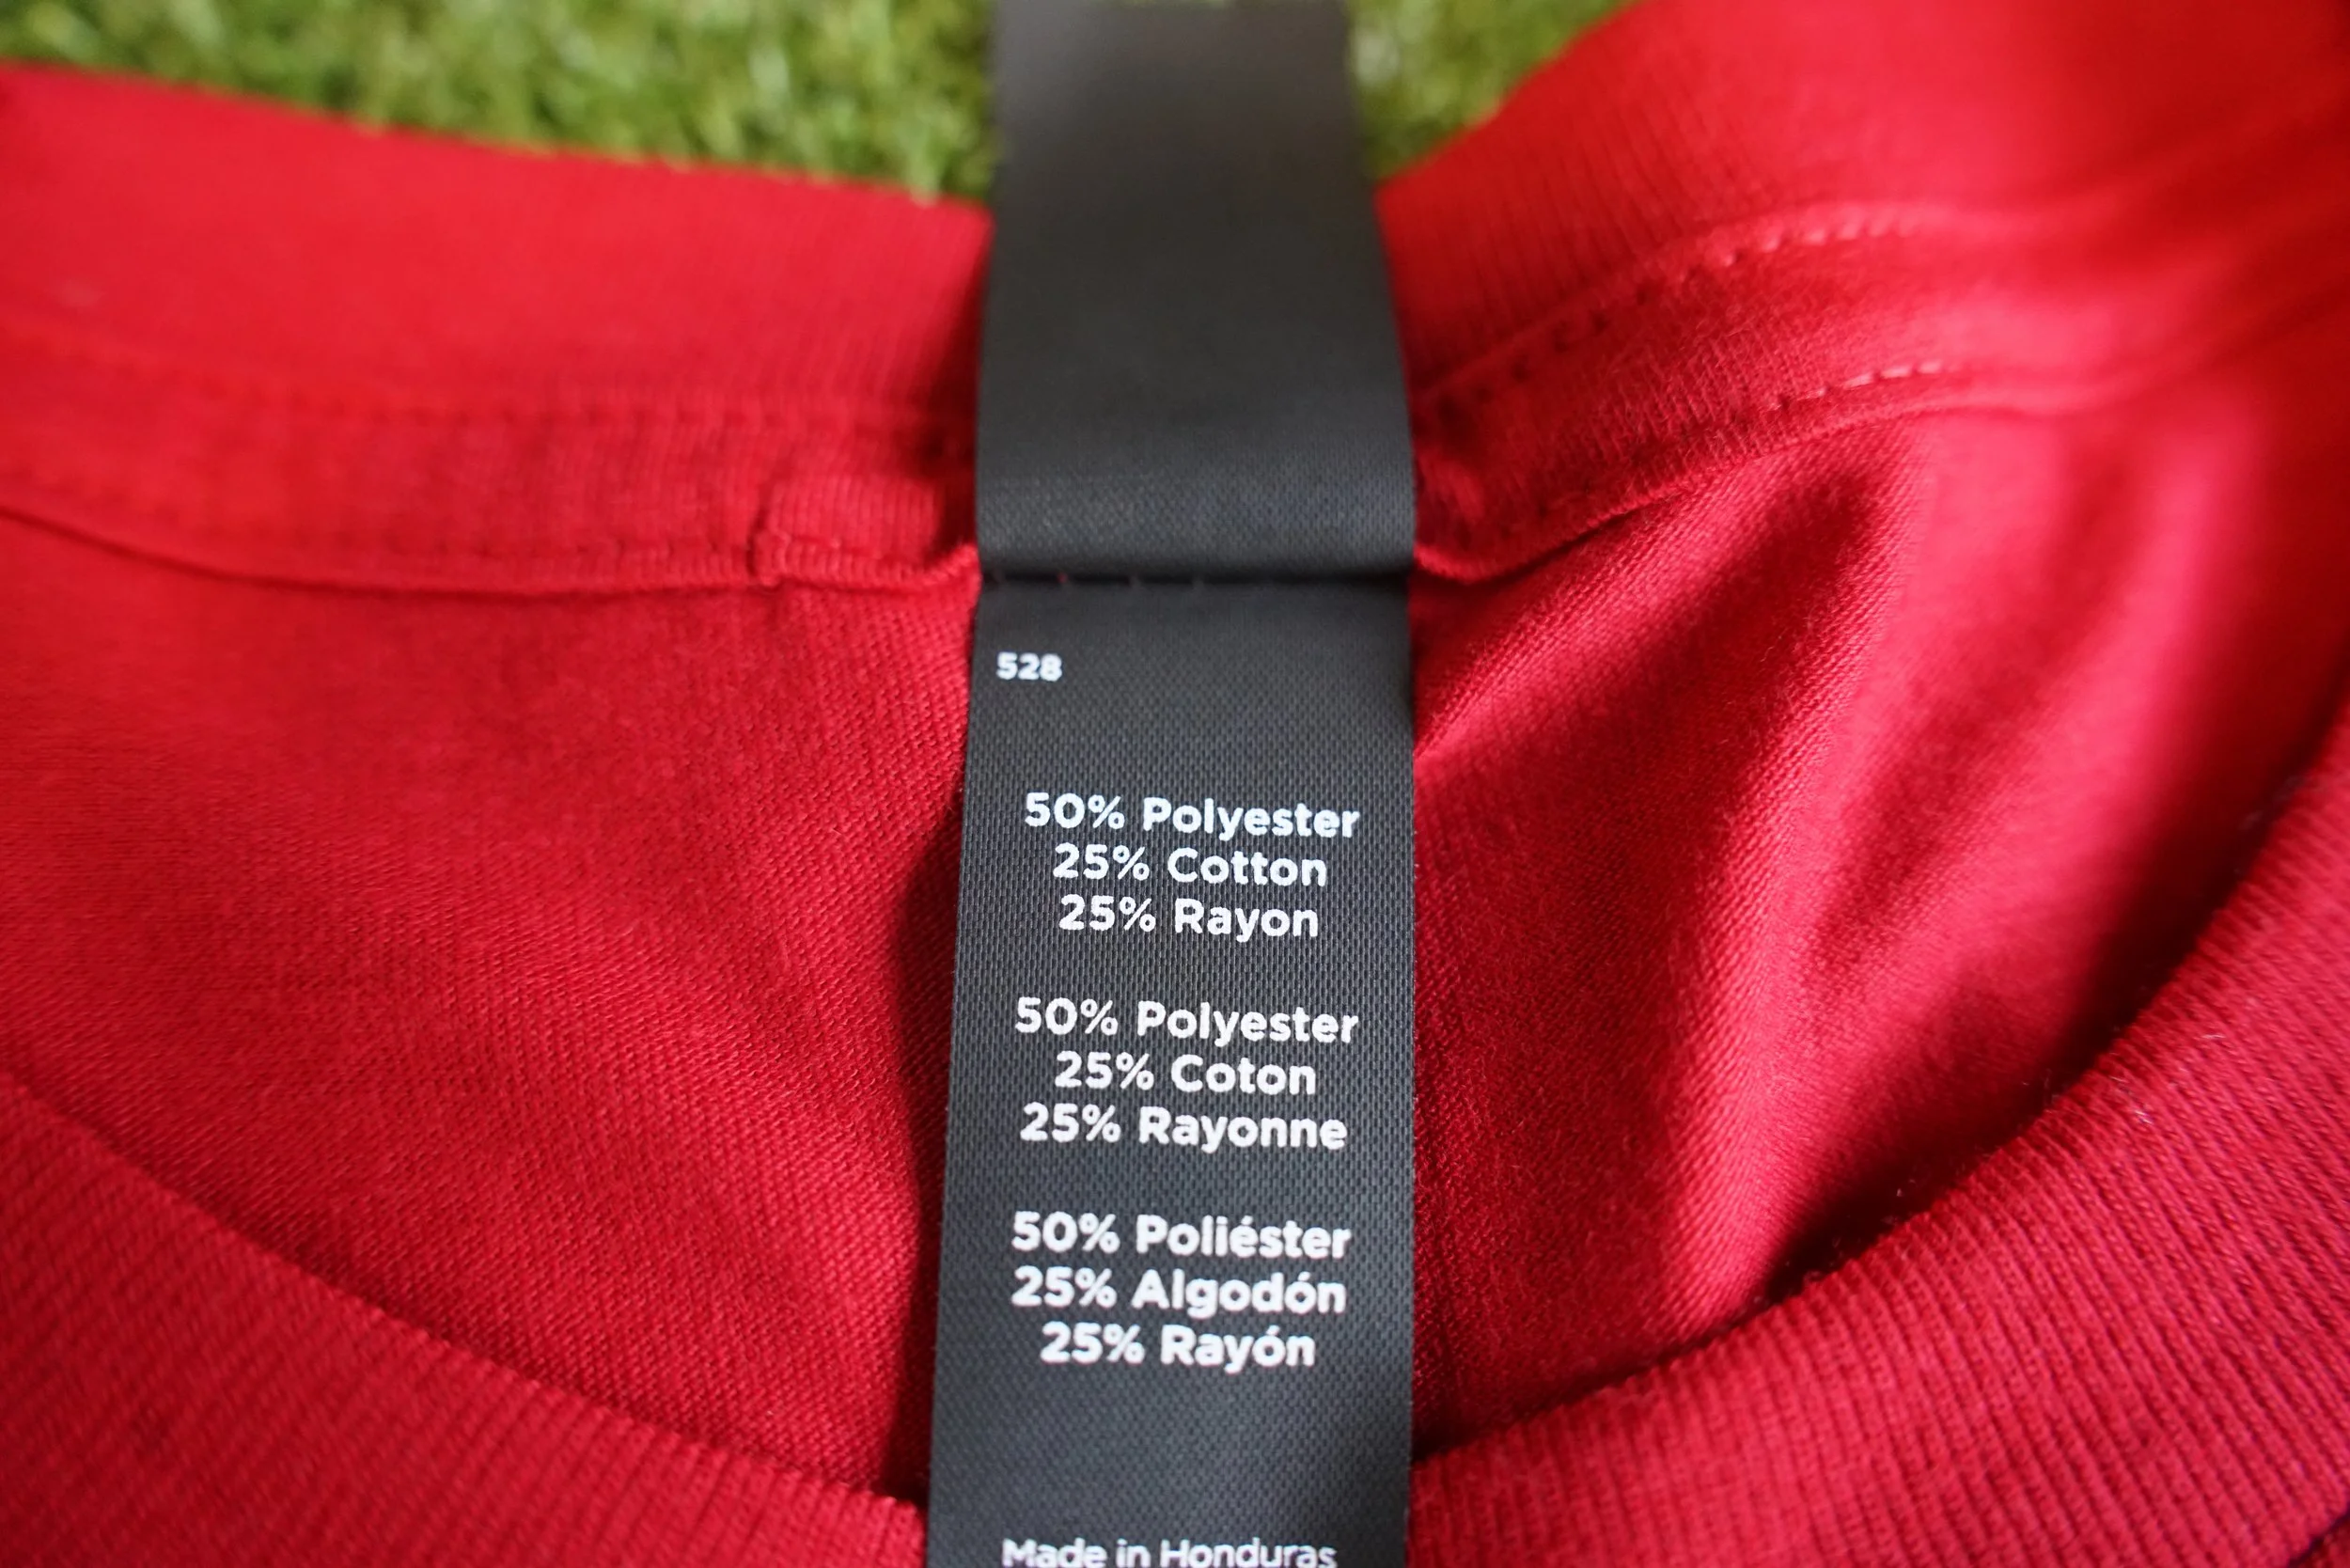 528
50% Polyester
25% Cotton
25% Rayon
50% Polyester
25% Coton
25% Rayonne
50% Poliéster
25% Algodón
25% Rayón
Made in Honduras